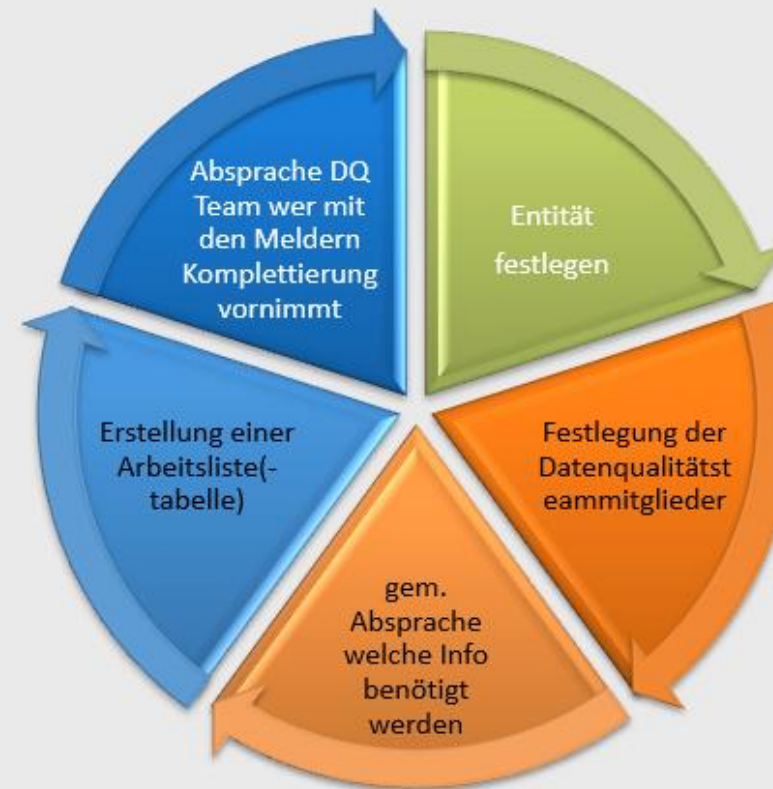 Entität
festlegen
Festlegung der
Datenqualitätst
eammitglieder
gem.
Absprache
welche Info
benötigt
werden
Erstellung einer
Arbeitsliste(-
tabelle)
Absprache DQ
Team wer mit
den Meldern
Komplettierung
vornimmt